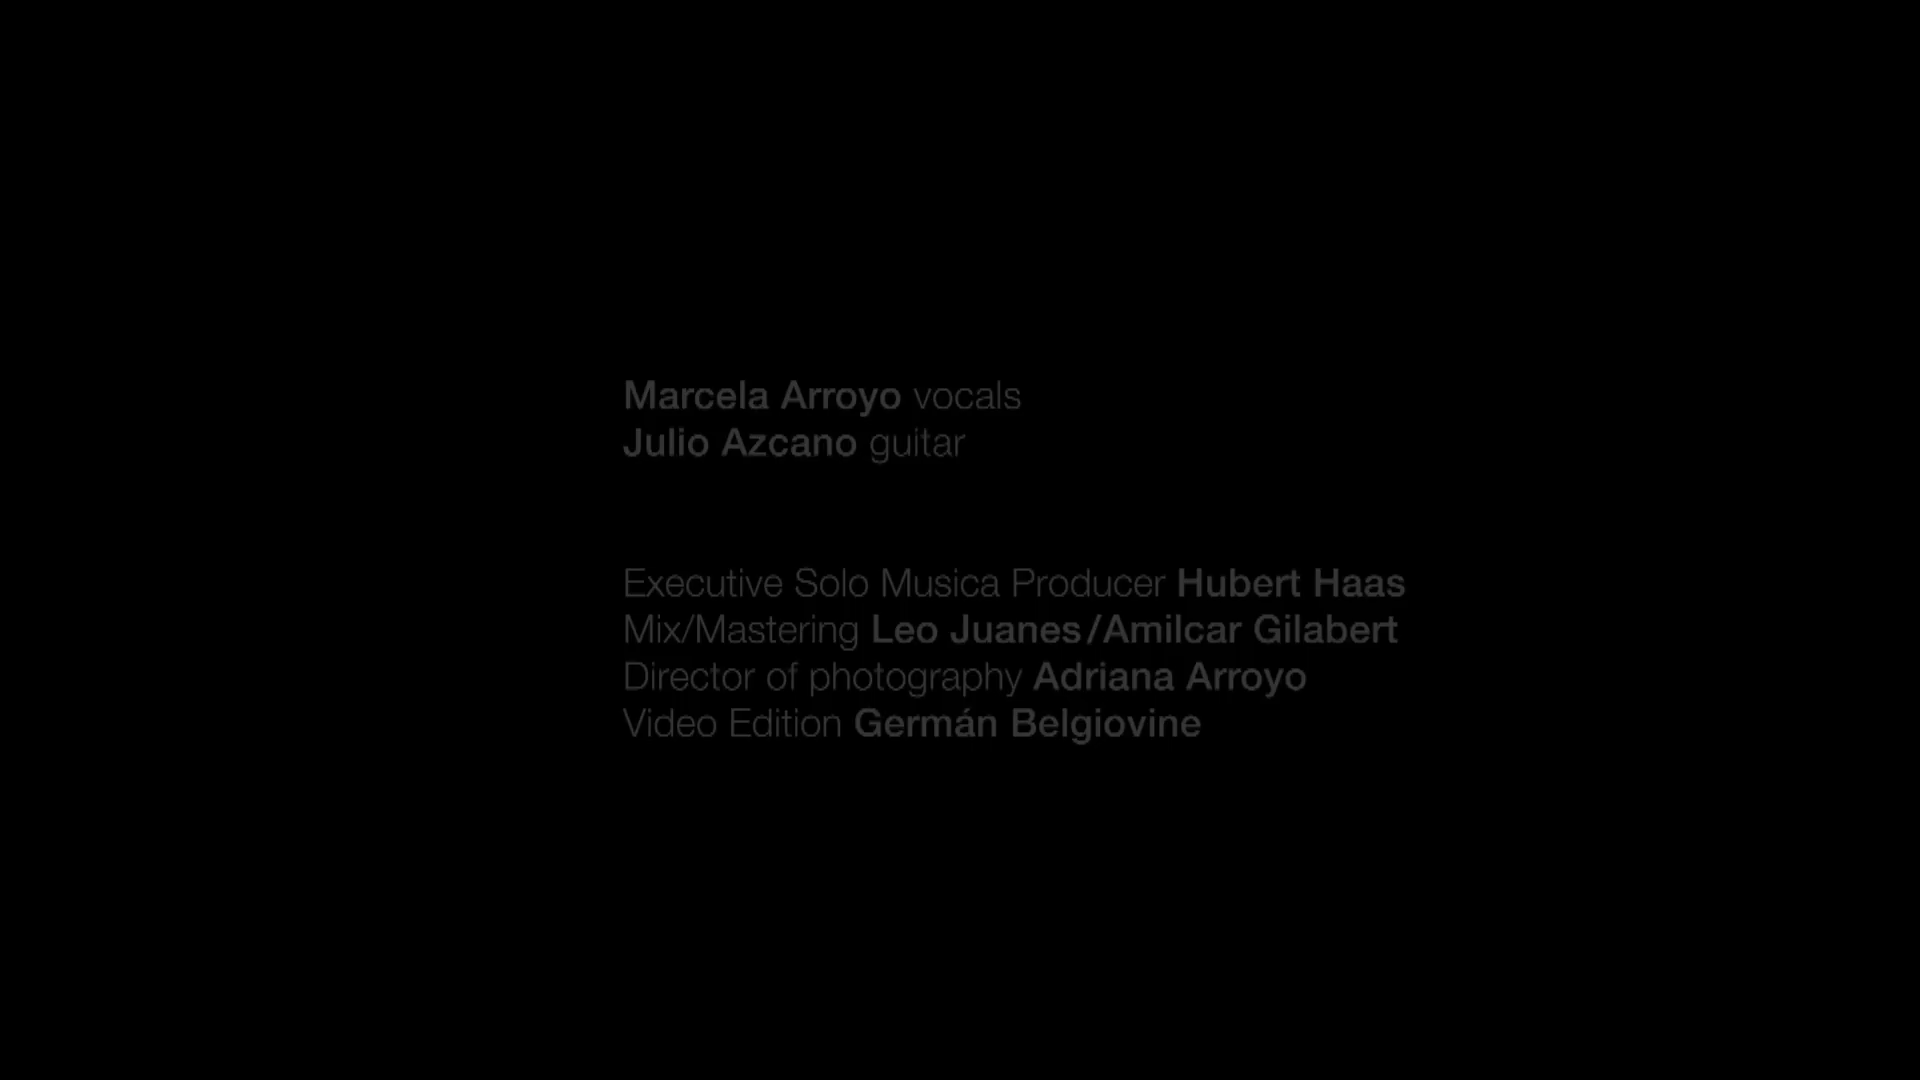 Marcela Arroyo vocals
Julio Azcano guitar
Executive Solo Musica Producer Hubert Haas
Mix/Mastering Leo Juanes/Amilcar Gilabert
Director of photography Adriana Arroyo
Video Edition Germán Belgiovine